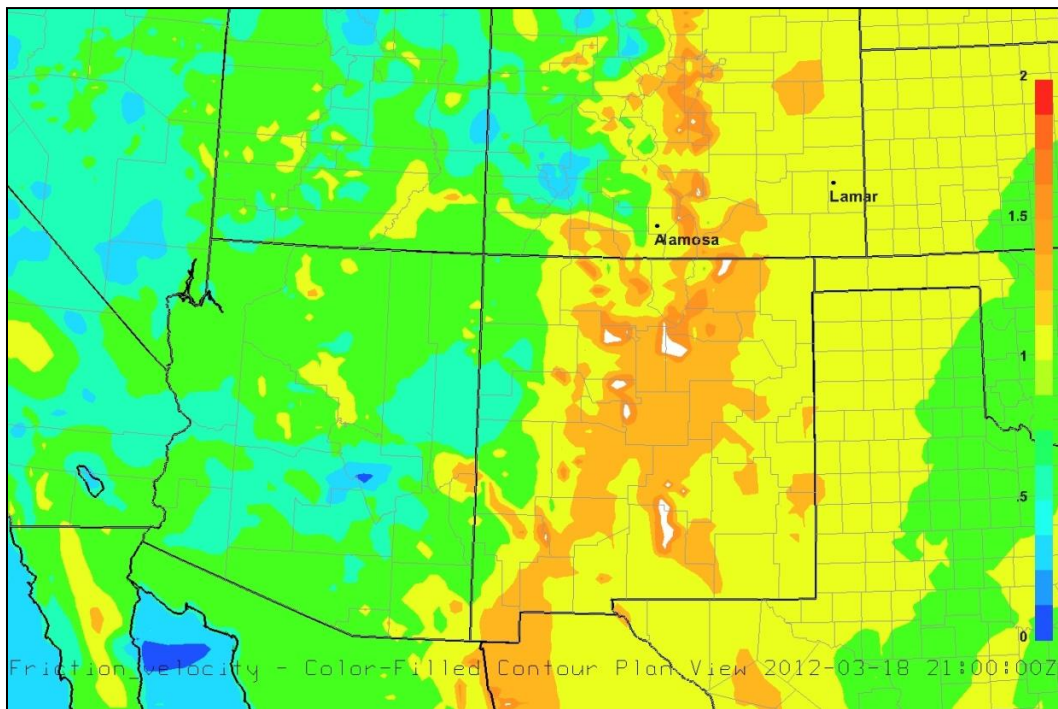 2
Lamar
1.5
Alamosa
1
.5
0
Friction_velocity - Color-Filled Contour Plan View 2012-03-18 21:00:00Z